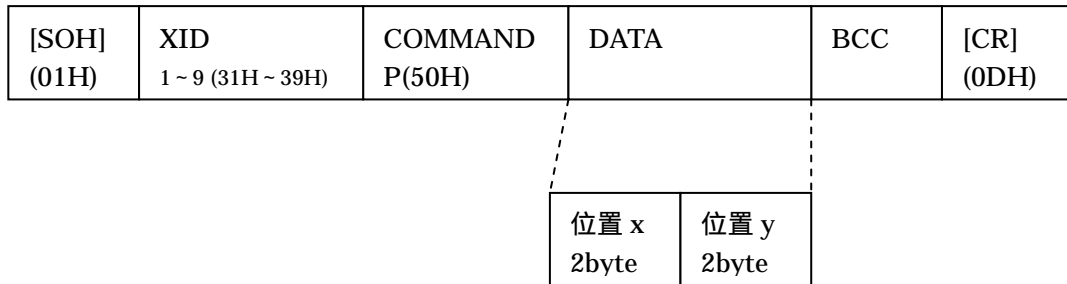 [SOH] XID COMMAND DATA BCC [CR]
(01H) 1~9 (31H~39H) P(50H) (0DH)
位置 x 位置 y
2byte 2byte